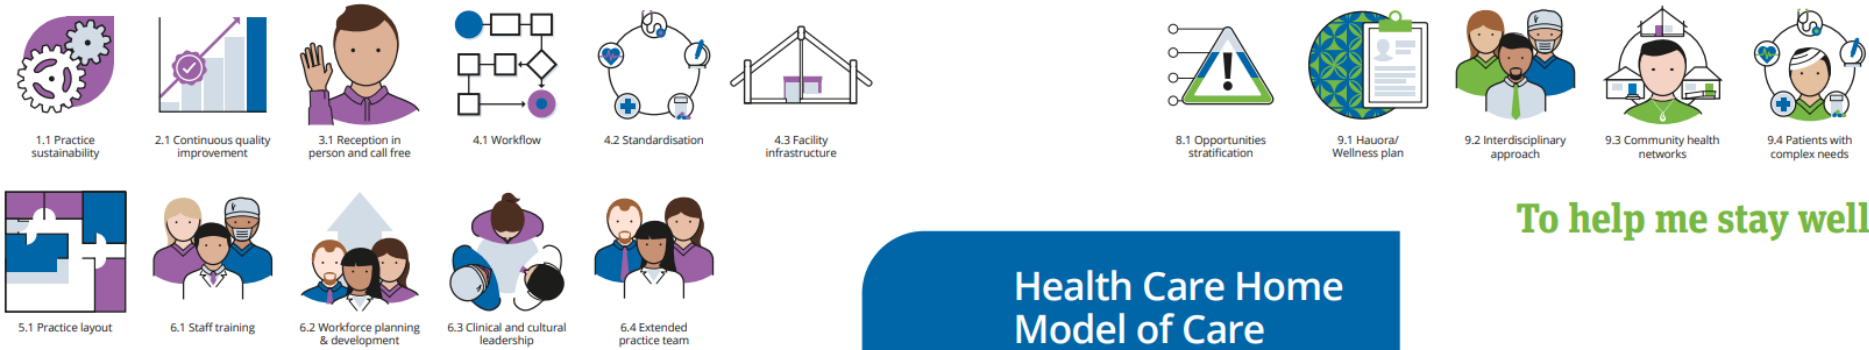 1.1 Practice
sustainability
2.1 Continuous quality
improvement
3.1 Reception in
person and call free
4.1 Workflow
4.2 Standardisation
4.3 Facility
infrastructure
8.1 Opportunities
stratification
9.1 Hauora/
Wellness plan
9.2 Interdisciplinary
approach
9.3 Community health
networks
9.4 Patients with
complex needs
5.1 Practice layout
6.1 Staff training
6.2 Workforce planning
& development
6.3 Clinical and cultural
leadership
6.4 Extended
practice team
To help me stay well
Health Care Home
Model of Care